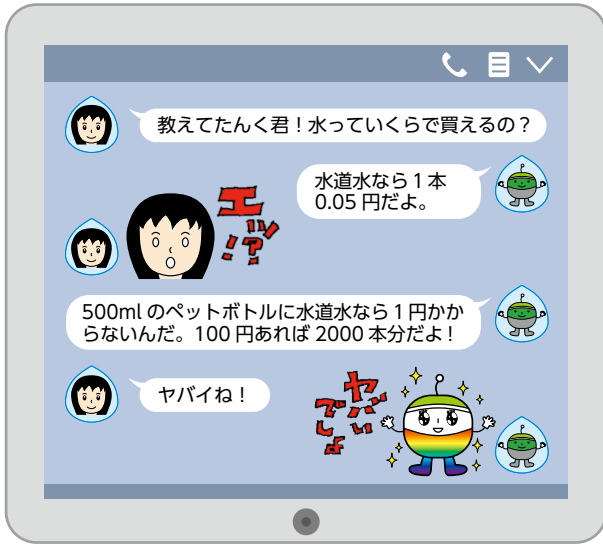 教えてたんく君！水っていくらで買えるの？
水道水なら１本
0.05 円だよ。
エッ
!?
500ml のペットボトルに水道水なら１円かか
らないんだ。100 円あれば 2000 本分だよ！
ヤバイね！
ヤバい
でしょ